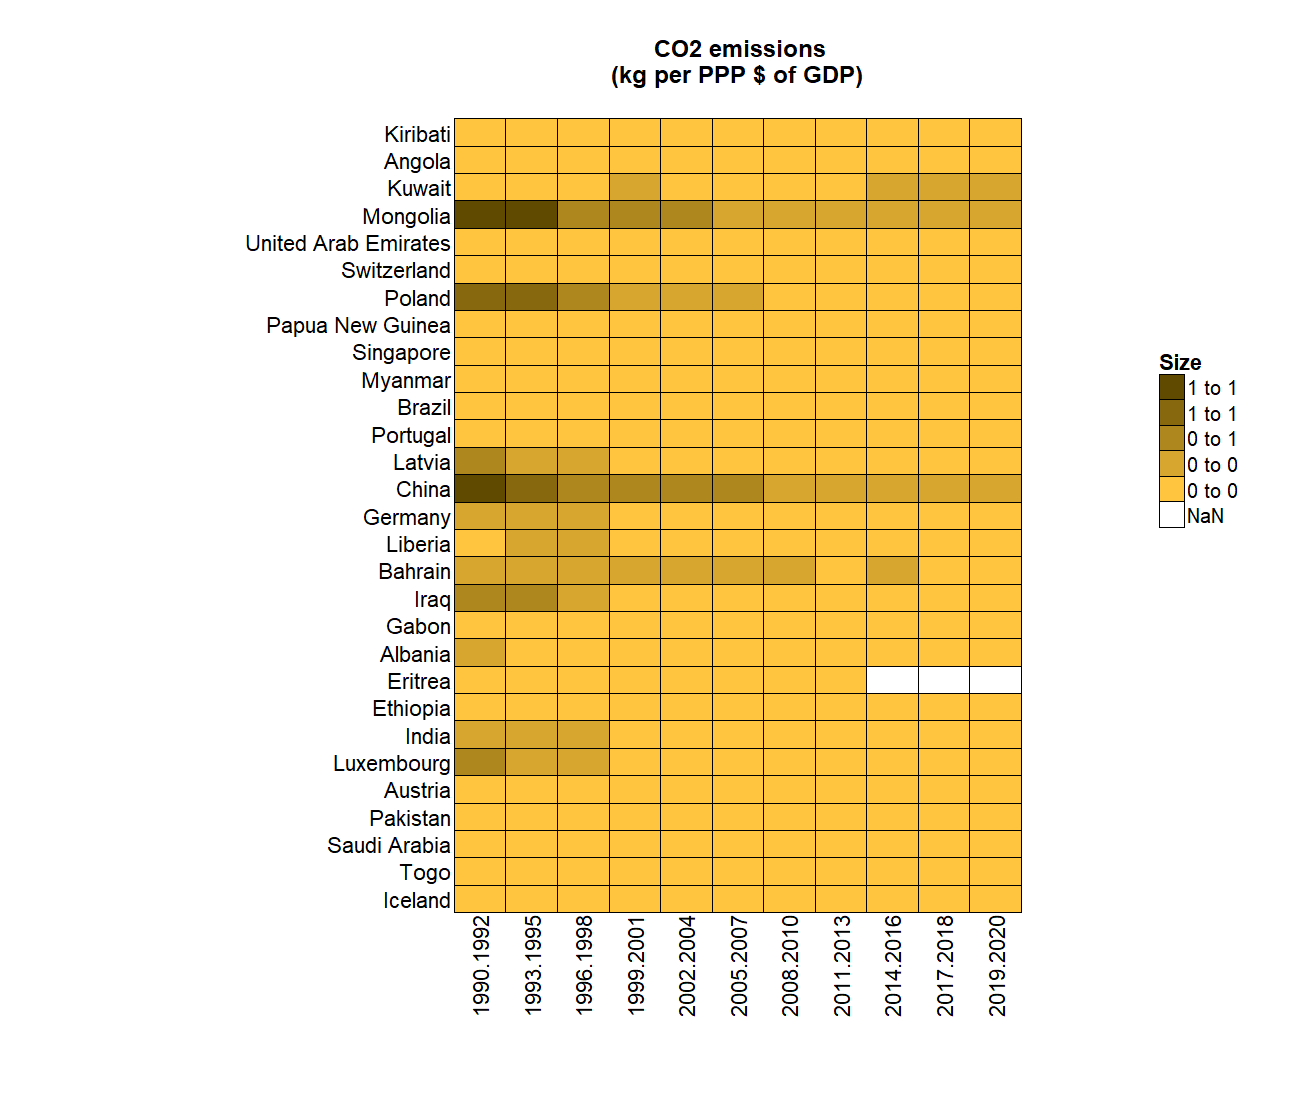 CO2 emissions
(kg per PPP $ of GDP)
Kiribati
Angola
Kuwait
Mongolia
United Arab Emirates
Switzerland
Poland
Papua New Guinea
Singapore
Myanmar
Brazil
Portugal
Latvia
China
Germany
Liberia
Bahrain
Iraq
Gabon
Albania
Eritrea
Ethiopia
India
Luxembourg
Austria
Pakistan
Saudi Arabia
Togo
Iceland
1990.1992
1993.1995
1996.1998
1999.2001
2002.2004
2005.2007
2008.2010
2011.2013
2014.2016
2017.2018
2019.2020
Size
1 to 1
1 to 1
0 to 1
0 to 0
0 to 0
NaN